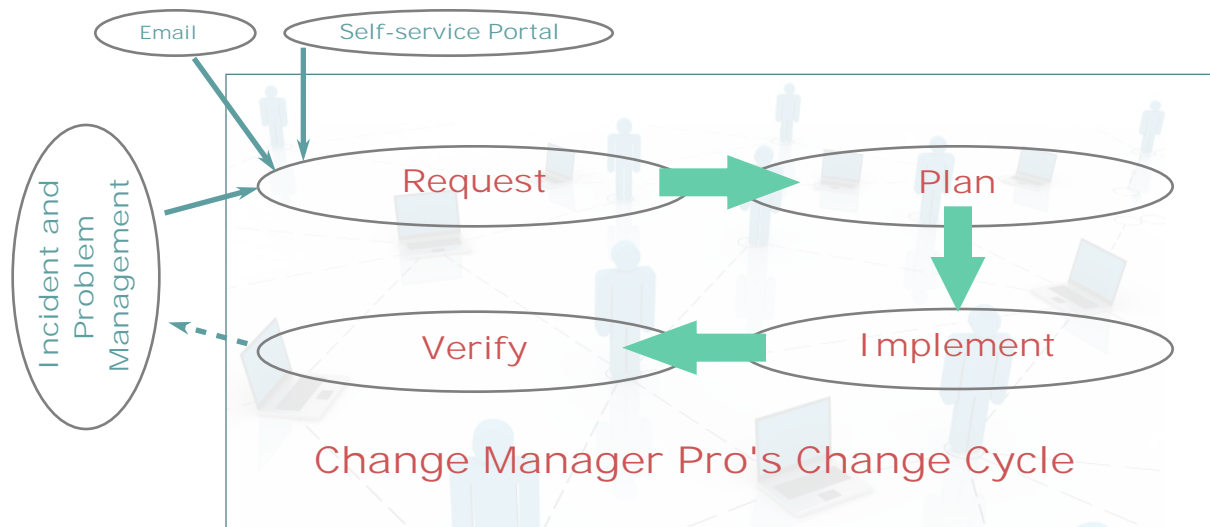 Email
Self-service Portal
Incident and
Problem
Management
Request
Plan
Verify
Implement
Change Manager Pro's Change Cycle